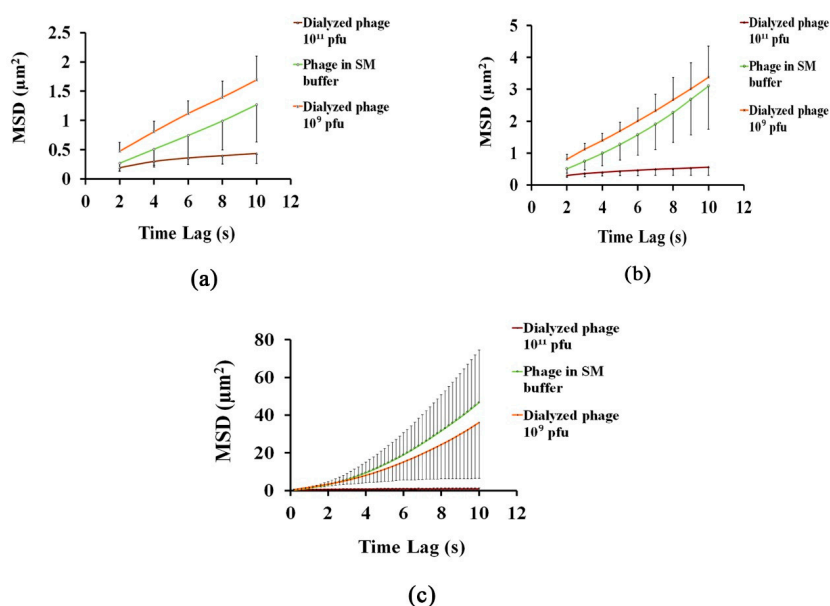 MSD (µm²)
2.5
2
1.5
1
0.5
0
0 2 4 6 8 10 12
Time Lag (s)
Dialyzed phage
10¹¹ pfu
Phage in SM
buffer
Dialyzed phage
10⁹ pfu
(a)
MSD (µm²)
5
4
3
2
1
0
0 2 4 6 8 10 12
Time Lag (s)
Dialyzed phage
10¹¹ pfu
Phage in SM
buffer
Dialyzed phage
10⁹ pfu
(b)
MSD (µm²)
80
60
40
20
0
0 2 4 6 8 10 12
Time Lag (s)
Dialyzed phage
10¹¹ pfu
Phage in SM
buffer
Dialyzed phage
10⁹ pfu
(c)